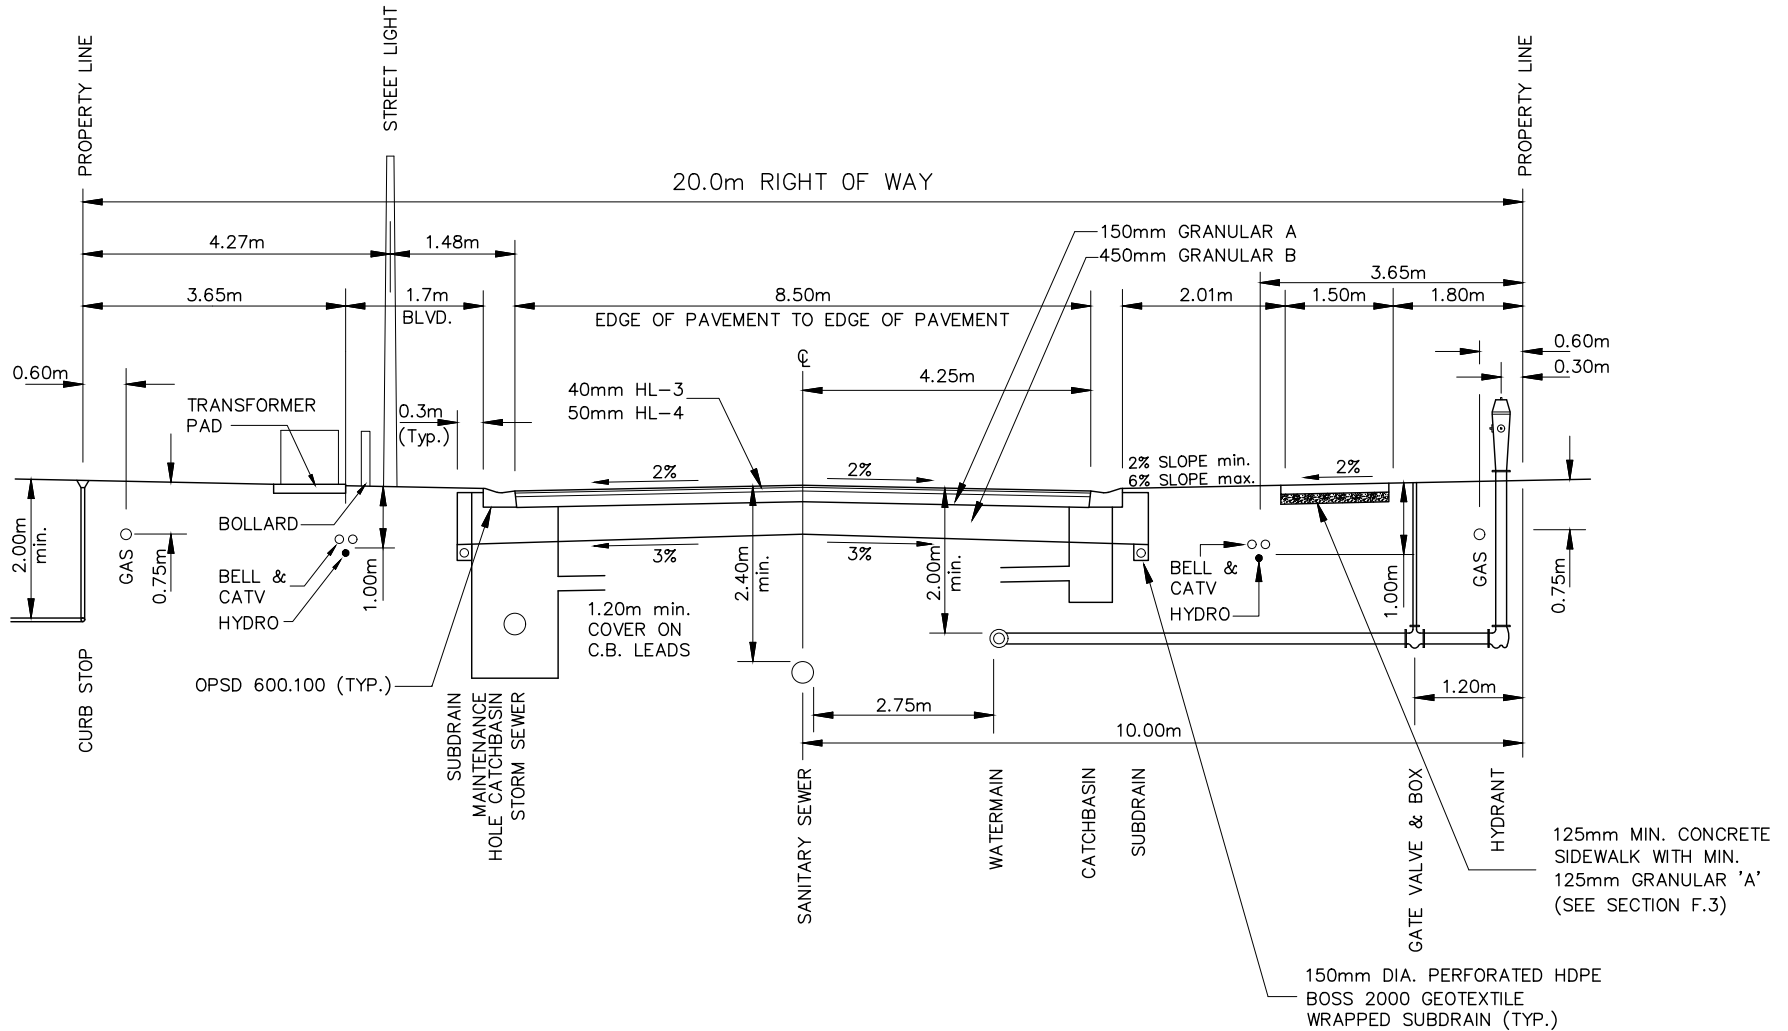 PROPERTY LINE
STREET LIGHT
PROPERTY LINE
20.0m RIGHT OF WAY
4.27m
1.48m
150mm GRANULAR A
450mm GRANULAR B
3.65m
3.65m
1.7m
BLVD.
8.50m
EDGE OF PAVEMENT TO EDGE OF PAVEMENT
2.01m
1.50m
1.80m
0.60m
0.30m
0.60m
℄
4.25m
40mm HL-3
50mm HL-4
TRANSFORMER
PAD
0.3m
(Typ.)
2%
2%
2% SLOPE min.
6% SLOPE max.
2%
BOLLARD
2.00m
min.
GAS
0.75m
BELL &
CATV
HYDRO
1.00m
3%
3%
2.40m
min.
2.00m
min.
BELL &
CATV
HYDRO
1.00m
GAS
0.75m
1.20m min.
COVER ON
C.B. LEADS
OPSD 600.100 (TYP.)
2.75m
1.20m
10.00m
CURB STOP
SUBDRAIN
MAINTENANCE
HOLE CATCHBASIN
STORM SEWER
SANITARY SEWER
WATERMAIN
CATCHBASIN
SUBDRAIN
GATE VALVE & BOX
HYDRANT
125mm MIN. CONCRETE
SIDEWALK WITH MIN.
125mm GRANULAR 'A'
(SEE SECTION F.3)
150mm DIA. PERFORATED HDPE
BOSS 2000 GEOTEXTILE
WRAPPED SUBDRAIN (TYP.)